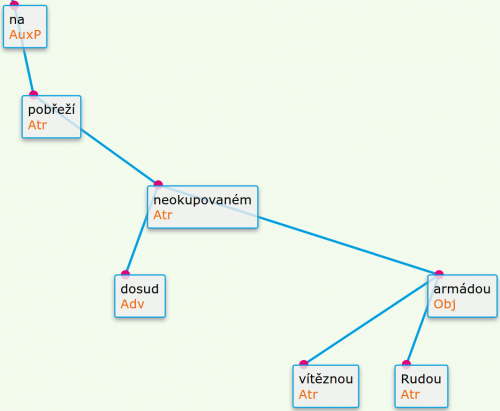 na
AuxP
pobřeží
Atr
neokupovaném
Atr
dosud
Adv
armádou
Obj
vítěznou
Atr
Rudou
Atr